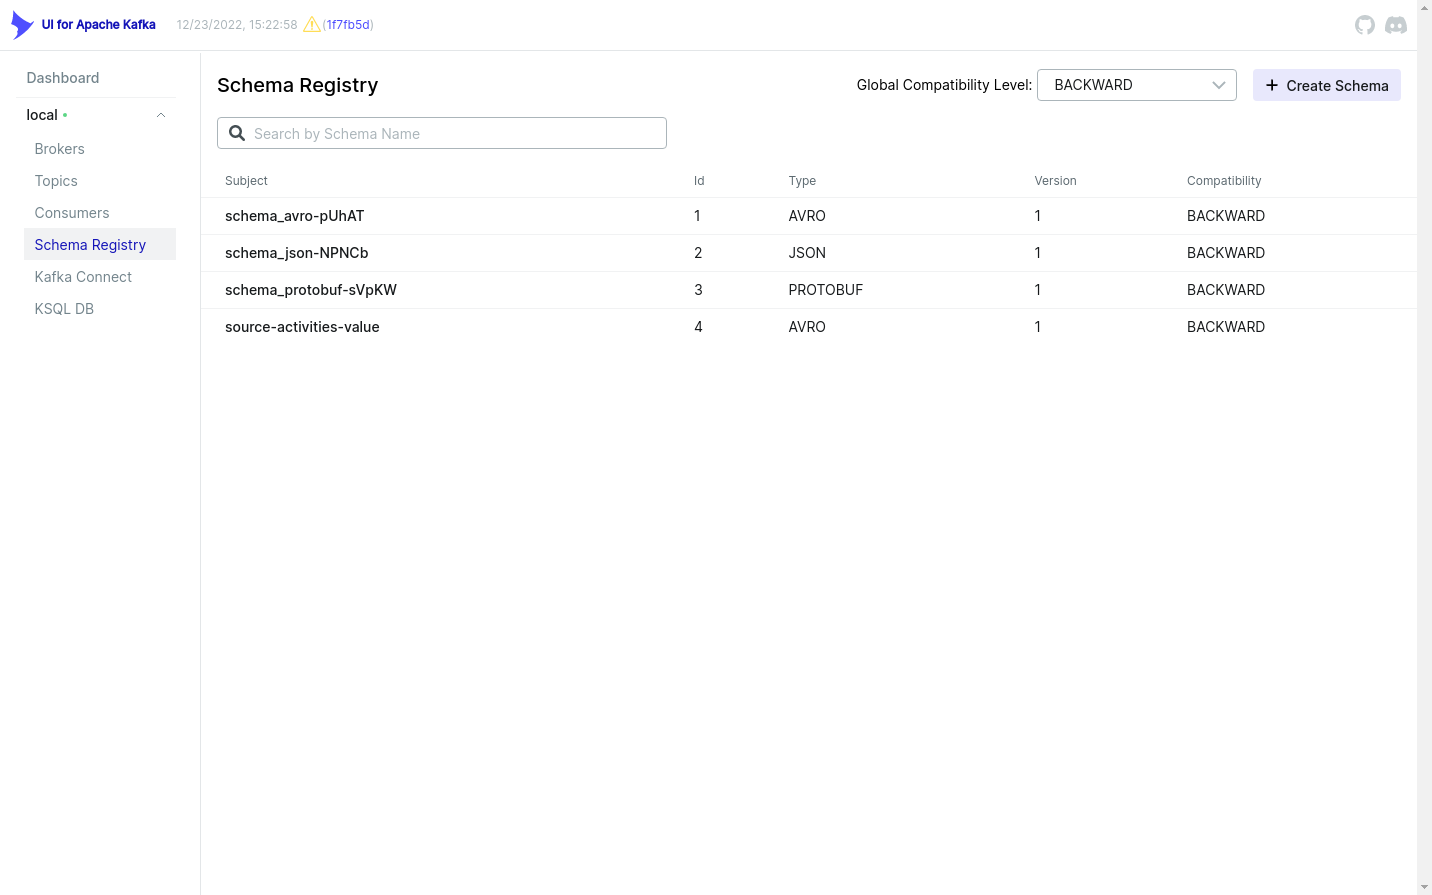 UI for Apache Kafka 12/23/2022, 15:22:58 (1f7fb5d)
Dashboard
local
Brokers
Topics
Consumers
Schema Registry
Kafka Connect
KSQL DB
Schema Registry
Global Compatibility Level: BACKWARD
Create Schema
Search by Schema Name
Subject Id Type Version Compatibility
schema_avro-pUhAT 1 AVRO 1 BACKWARD
schema_json-NPNCb 2 JSON 1 BACKWARD
schema_protobuf-sVpKW 3 PROTOBUF 1 BACKWARD
source-activities-value 4 AVRO 1 BACKWARD